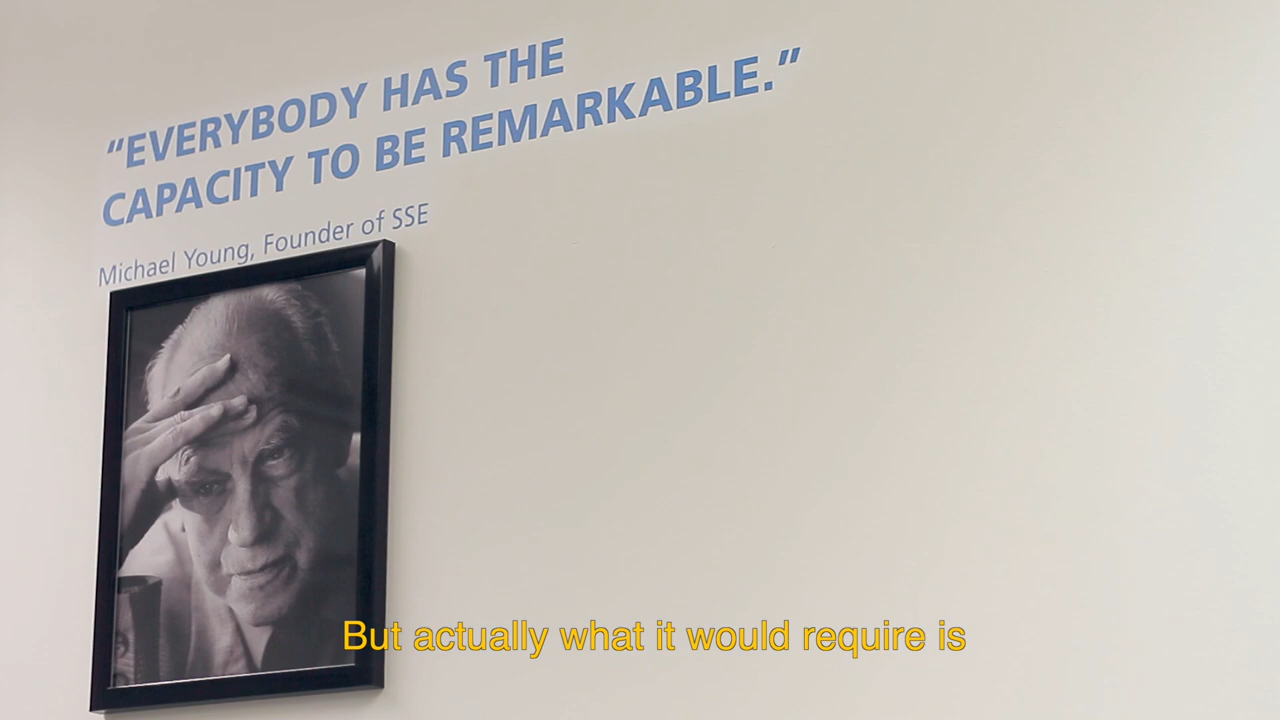 “EVERYBODY HAS THE
CAPACITY TO BE REMARKABLE.”
Michael Young, Founder of SSE
But actually what it would require is